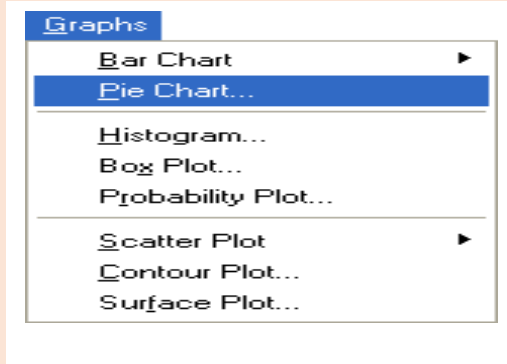 Graphs
Bar Chart
Pie Chart...
Histogram...
Box Plot...
Probability Plot...
Scatter Plot
Contour Plot...
Surface Plot...